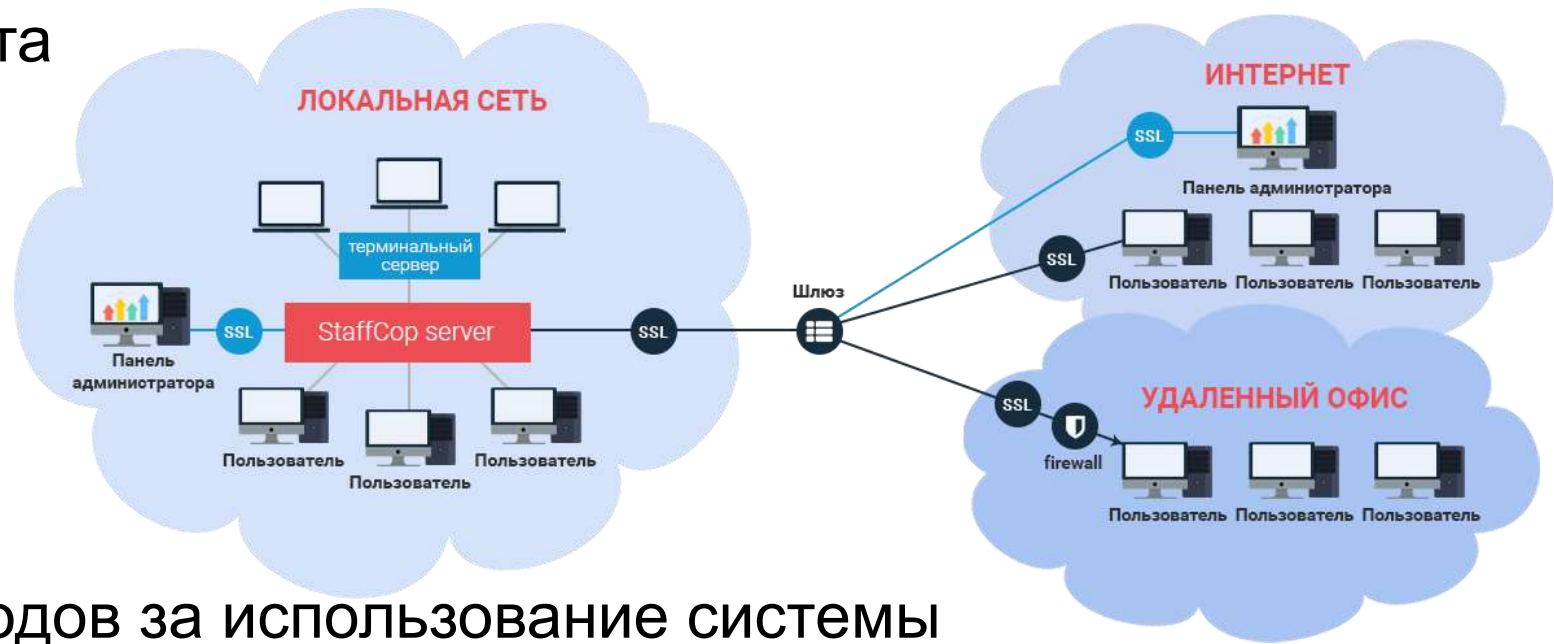 та
ЛОКАЛЬНАЯ СЕТЬ
терминальный
сервер
SSL
StaffCop server
SSL
Панель
администратора
Пользователь
Пользователь
Пользователь
Шлюз
ИНТЕРНЕТ
SSL
Панель администратора
SSL
Пользователь Пользователь Пользователь
УДАЛЕННЫЙ ОФИС
SSL
firewall
Пользователь Пользователь Пользователь
одов за использование системы